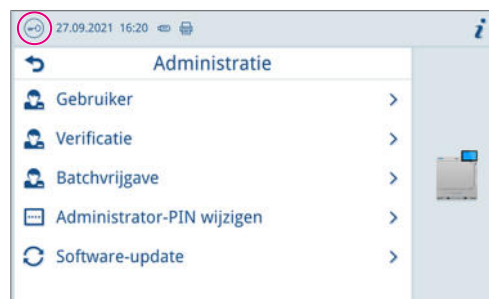 27.09.2021 16:20
i
Administratie
Gebruiker
Verificatie
Batchvrijgave
Administrator-PIN wijzigen
Software-update